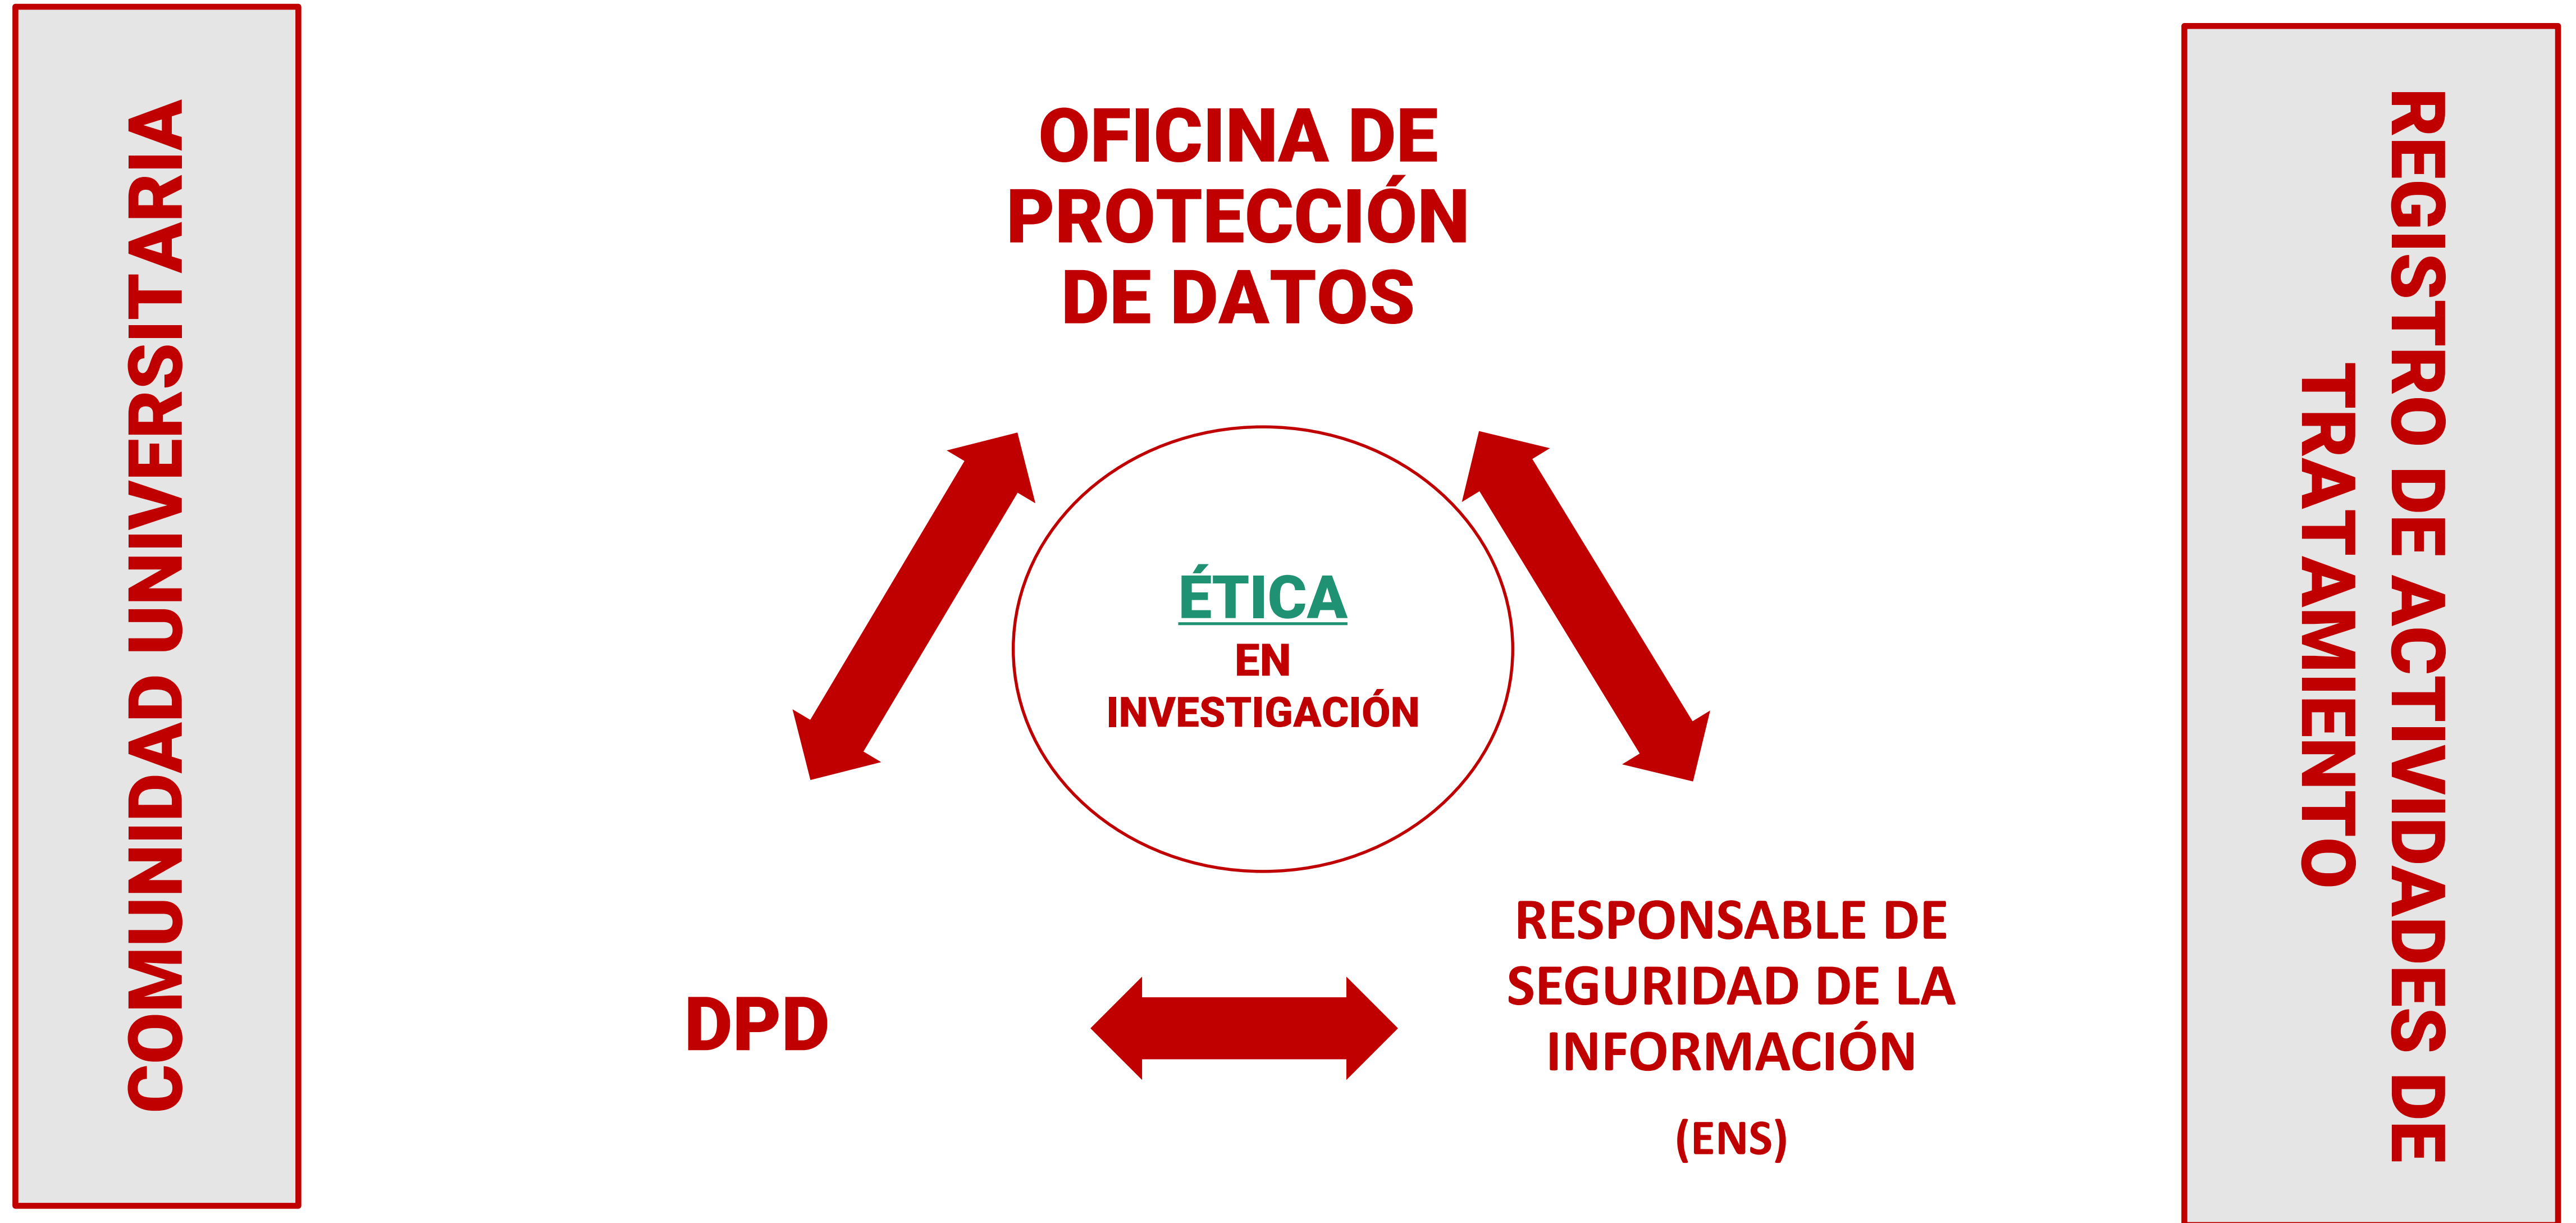 COMUNIDAD UNIVERSITARIA
OFICINA DE
PROTECCIÓN
DE DATOS
ÉTICA
EN
INVESTIGACIÓN
DPD
RESPONSABLE DE
SEGURIDAD DE LA
INFORMACIÓN
(ENS)
REGISTRO DE ACTIVIDADES DE
TRATAMIENTO